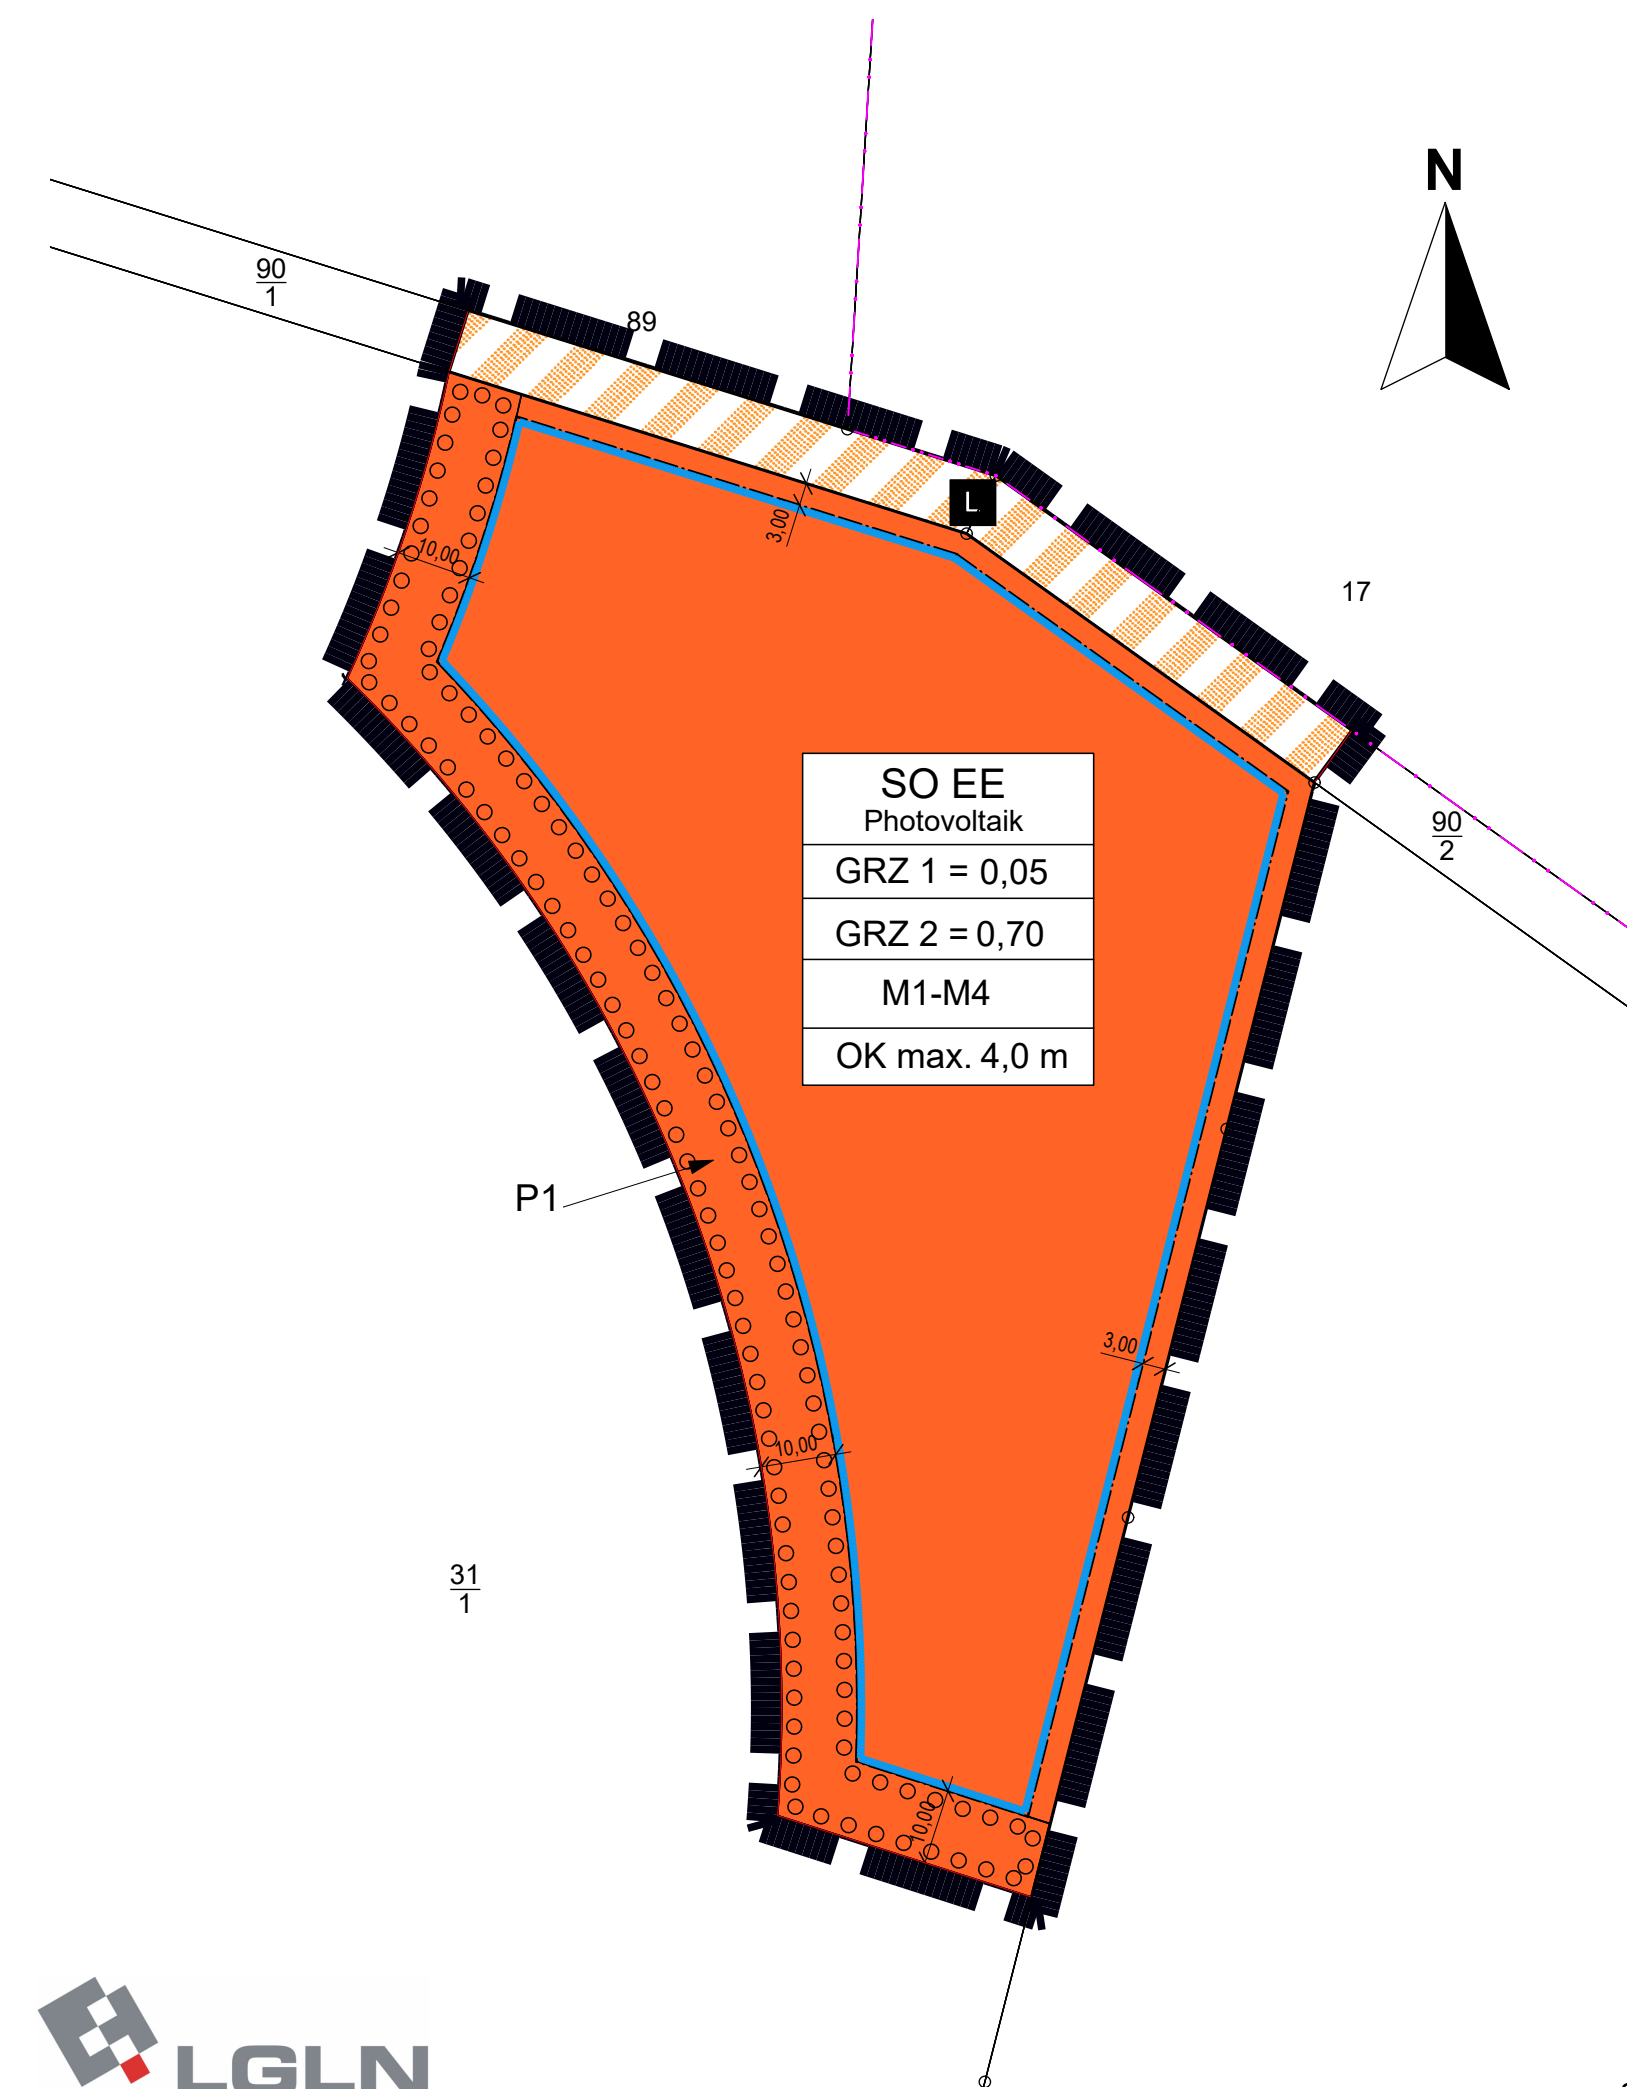 N
90
1
89
L
3,00
10,00
17
SO EE
Photovoltaik
GRZ 1 = 0,05
GRZ 2 = 0,70
M1-M4
OK max. 4,0 m
90
2
P1
3,00
10,00
31
1
10,00
LGLN